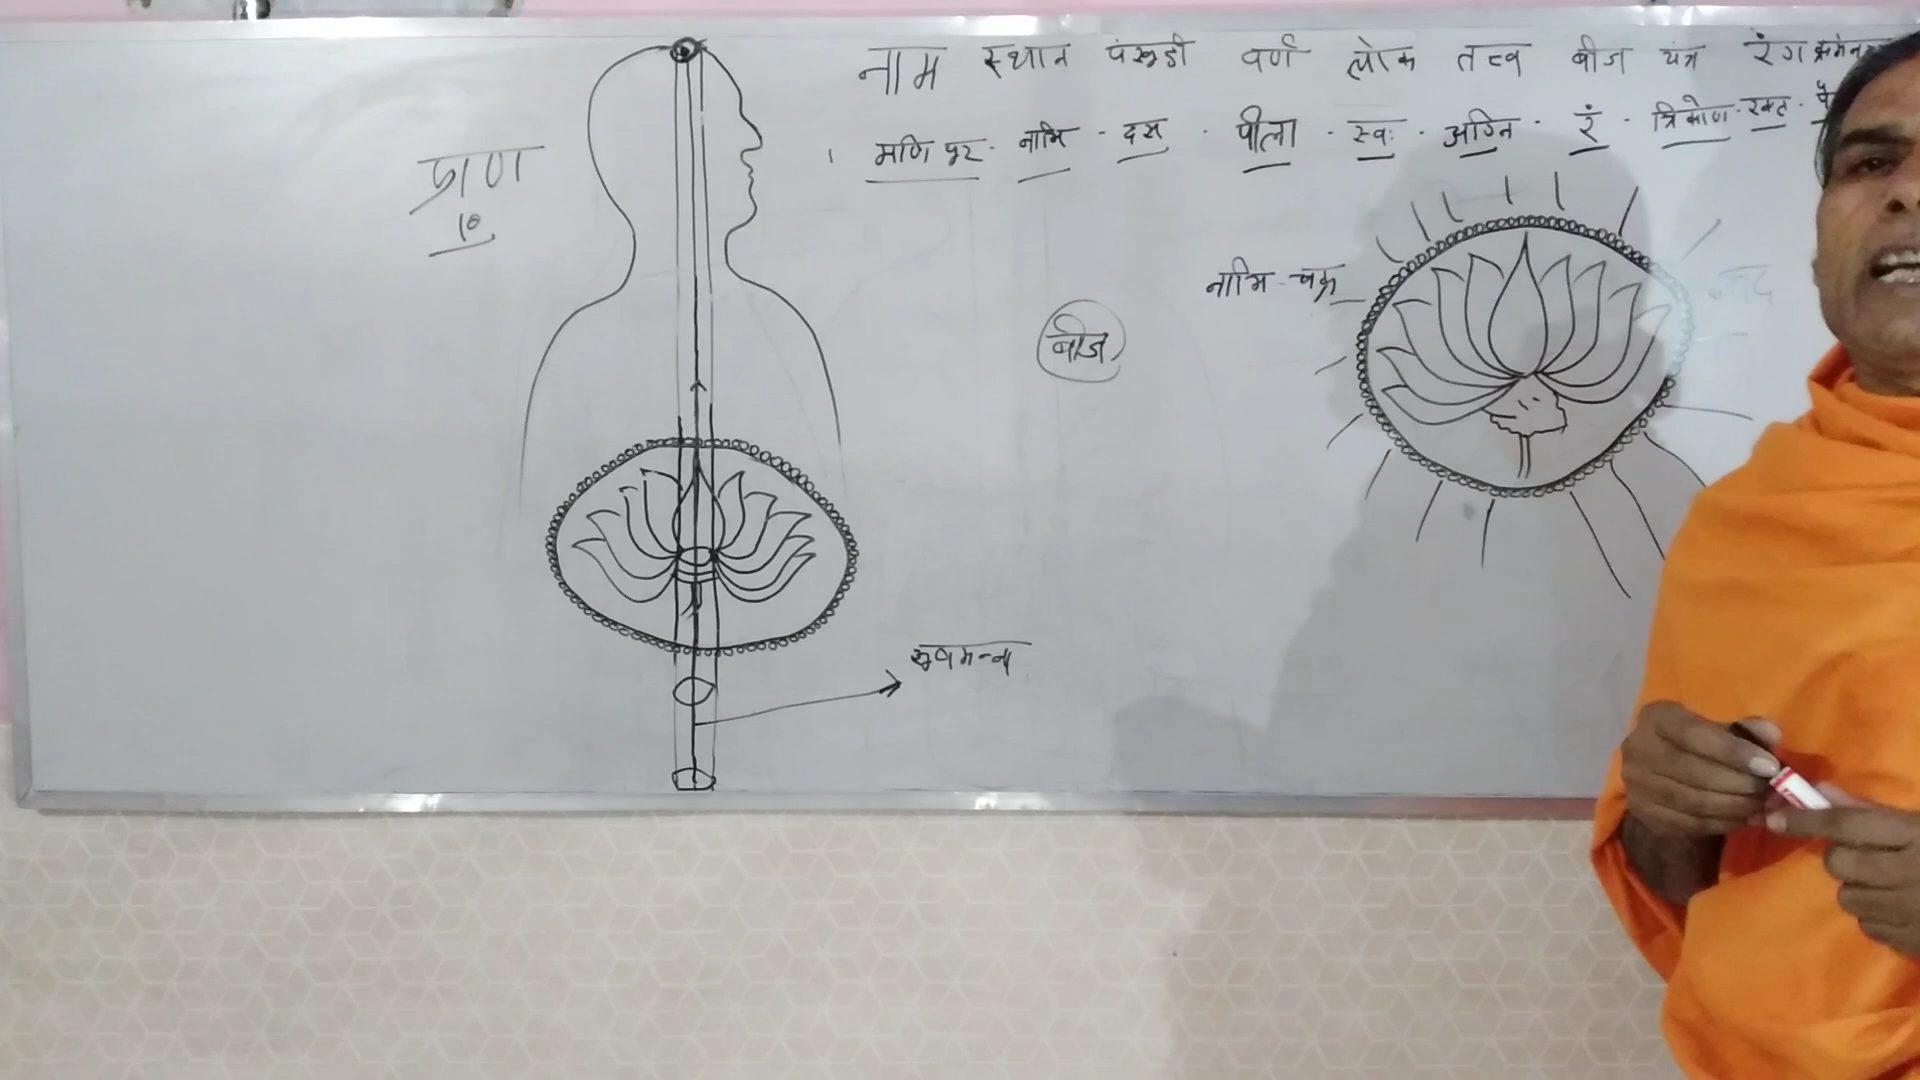 नाम स्थान पंखुडी वर्ण लोक तत्व बीज यंत्र रंग
मणिपूर · नाभि · दस · पीला · स्वः · अग्नि · रं · त्रिकोण · रक्त ·
प्राण
10
नाभि-चक्र
बीज